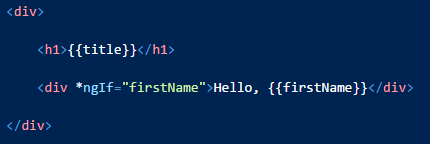 <div>
<h1>{{title}}</h1>
<div *ngIf="firstName">Hello, {{firstName}}</div>
</div>